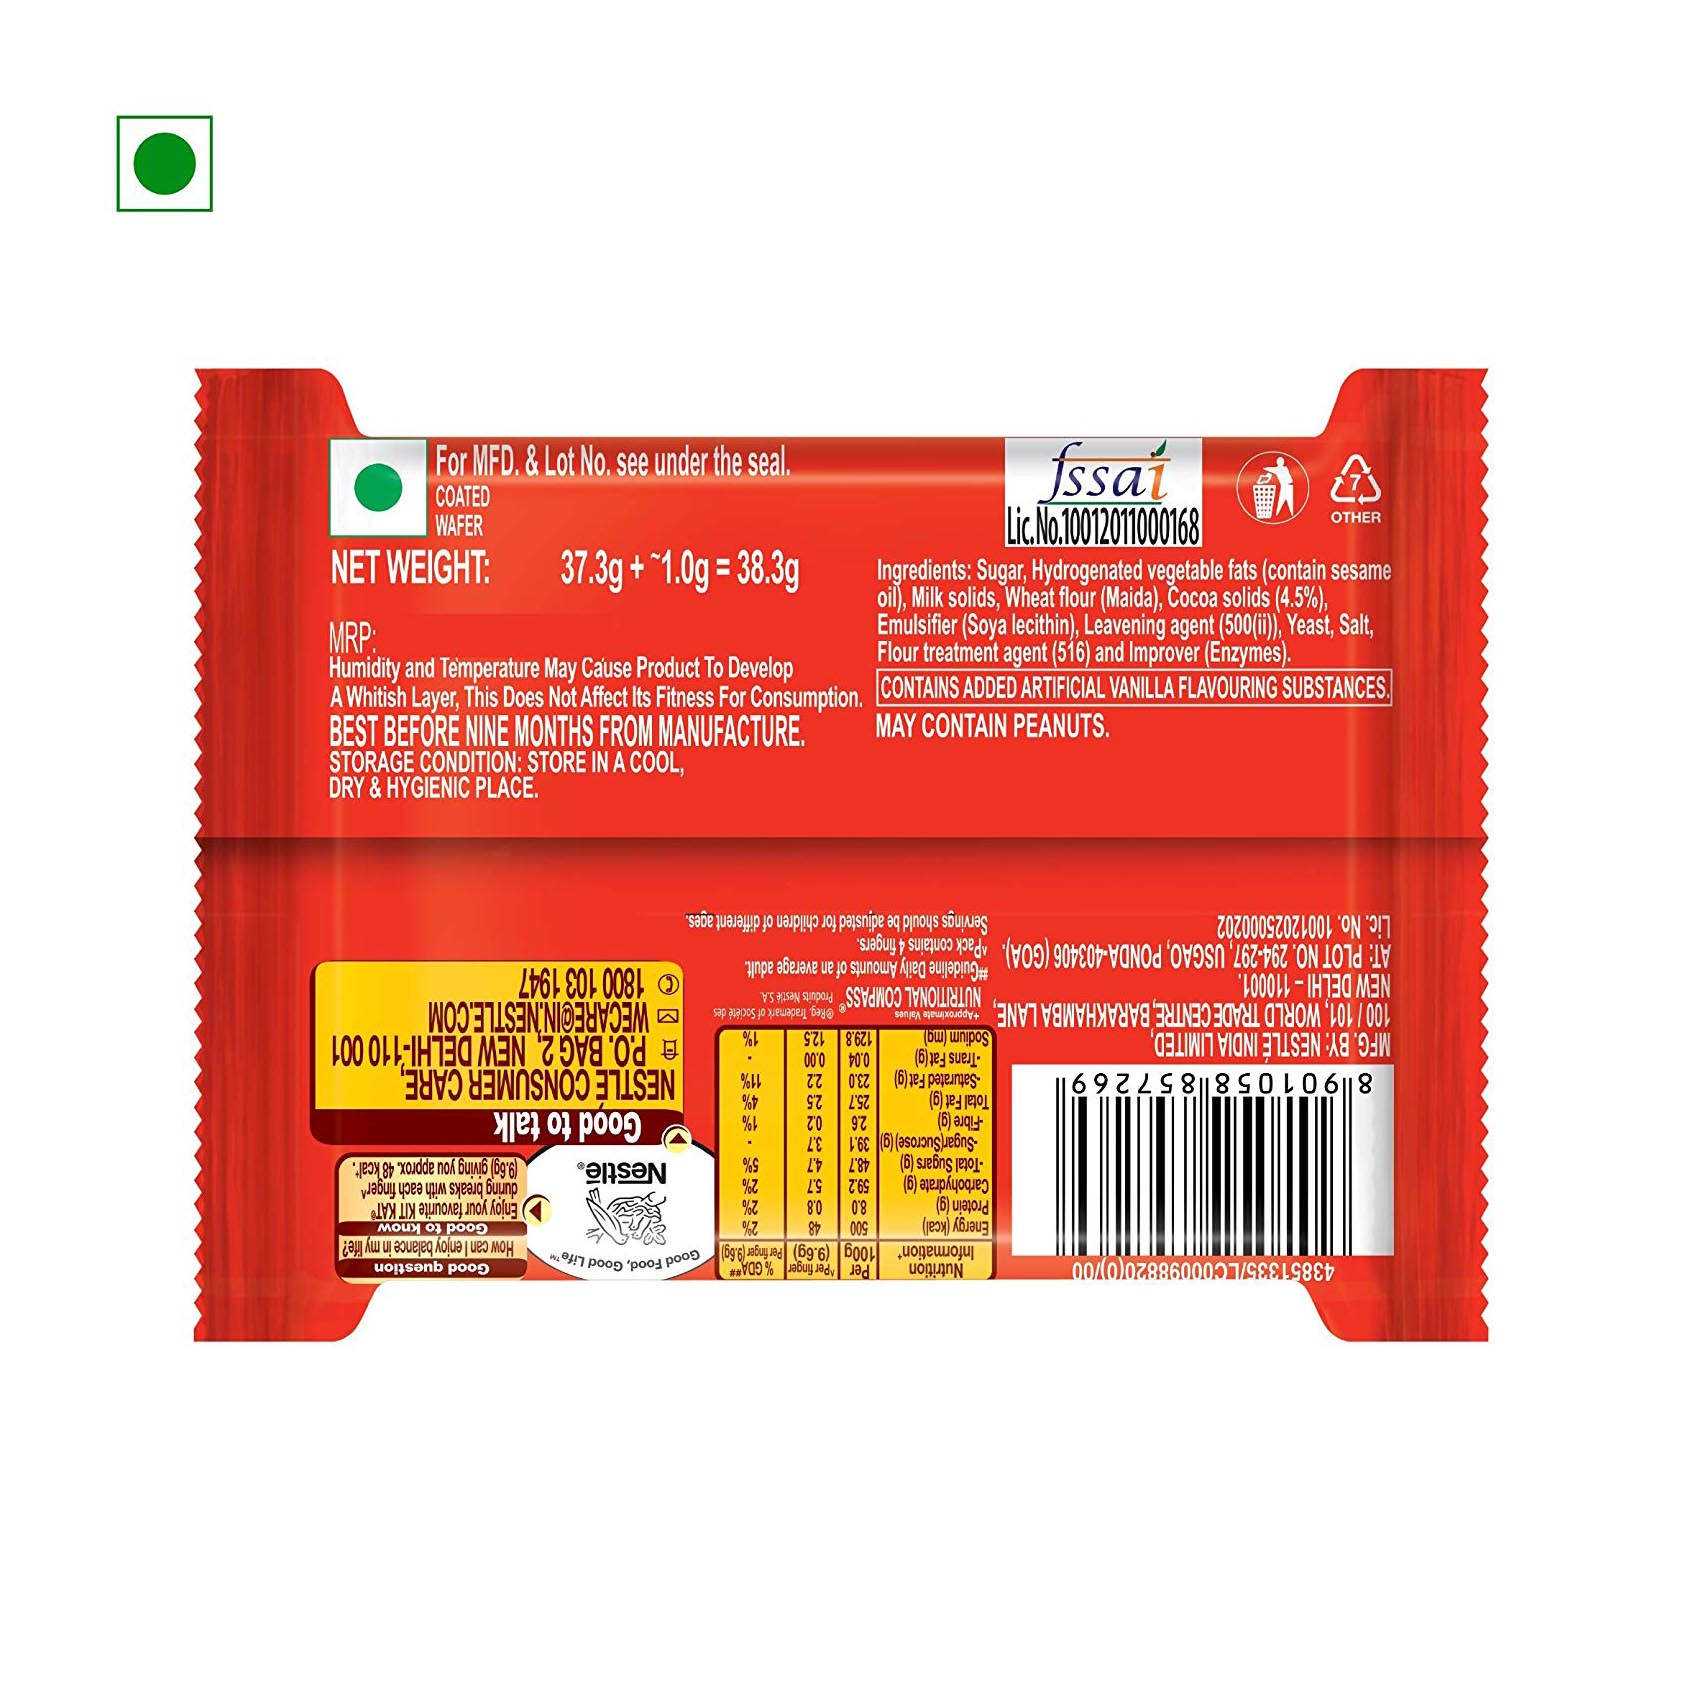 For MFD. & Lot No. see under the seal.
COATED
WAFER
NET WEIGHT: 37.3g + ~1.0g = 38.3g
MRP:
Humidity and Temperature May Cause Product To Develop
A Whitish Layer, This Does Not Affect Its Fitness For Consumption.
BEST BEFORE NINE MONTHS FROM MANUFACTURE.
STORAGE CONDITION: STORE IN A COOL,
DRY & HYGIENIC PLACE.
fssai
Lic.No.10012011000168
7
OTHER
Ingredients: Sugar, Hydrogenated vegetable fats (contain sesame
oil), Milk solids, Wheat flour (Maida), Cocoa solids (4.5%),
Emulsifier (Soya lecithin), Leavening agent (500(ii)), Yeast, Salt,
Flour treatment agent (516) and Improver (Enzymes).
CONTAINS ADDED ARTIFICIAL VANILLA FLAVOURING SUBSTANCES.
MAY CONTAIN PEANUTS.
43851335/LC00098820(0)/00
8 901058 857269
MFG. BY: NESTLÉ INDIA LIMITED,
100 / 101, WORLD TRADE CENTRE, BARAKHAMBA LANE,
NEW DELHI – 110001.
AT: PLOT NO. 294-297, USGAO, PONDA-403406 (GOA).
Lic. No. 10012025000202
Nutrition Information+ Per 100g ^Per finger (9.6g) % GDA## Per finger (9.6g)
Energy (kcal) 500 48 2%
Protein (g) 8.0 0.8 2%
Carbohydrate (g) 59.2 5.7 2%
-Total Sugars (g) 48.7 4.7 5%
-Sugar(Sucrose) (g) 39.1 3.7 -
-Fibre (g) 2.6 0.2 1%
Total Fat (g) 25.7 2.5 4%
-Saturated Fat (g) 23.0 2.2 11%
-Trans Fat (g) 0.04 0.00 -
Sodium (mg) 129.8 12.5 1%
+Approximate Values
®Reg. Trademark of Société des
Produits Nestlé S.A.
NUTRITIONAL COMPASS®
##Guideline Daily Amounts of an average adult.
^Pack contains 4 fingers.
Servings should be adjusted for children of different ages.
Good Food, Good Life™
Nestlé®
Good question
How can I enjoy balance in my life?
Good to know
Enjoy your favourite KIT KAT®
during breaks with each finger^
(9.6g) giving you approx. 48 kcal+.
Good to talk
NESTLÉ CONSUMER CARE,
P.O. BAG 2, NEW DELHI-110 001
WECARE@IN.NESTLE.COM
1800 103 1947